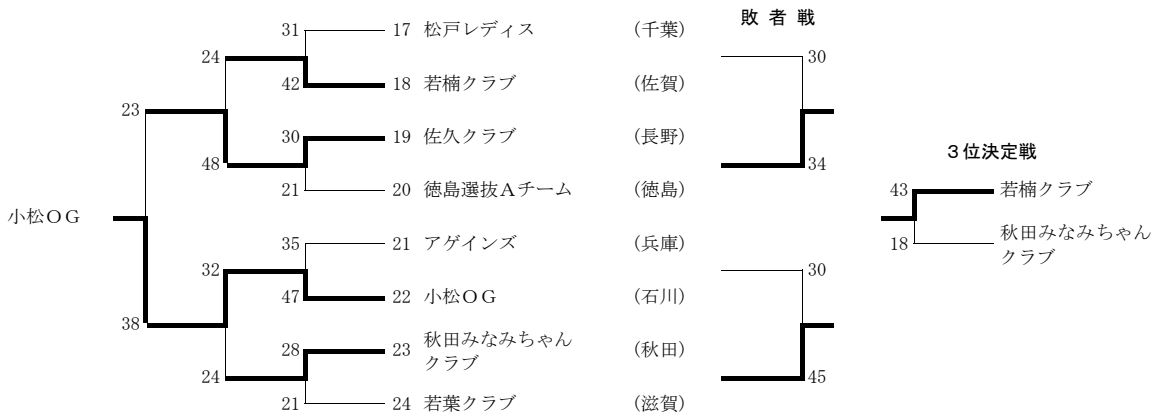 敗 者 戦
31 17 松戸レディス (千葉)
24 30
42 18 若楠クラブ (佐賀)
23
30 19 佐久クラブ (長野)
48 34
3位決定戦
21 20 徳島選抜Aチーム (徳島)
43 若楠クラブ
小松OG
35 21 アゲインズ (兵庫)
18 秋田みなみちゃん
クラブ
32 30
47 22 小松OG (石川)
38
28 23 秋田みなみちゃん
クラブ (秋田)
24 45
21 24 若葉クラブ (滋賀)